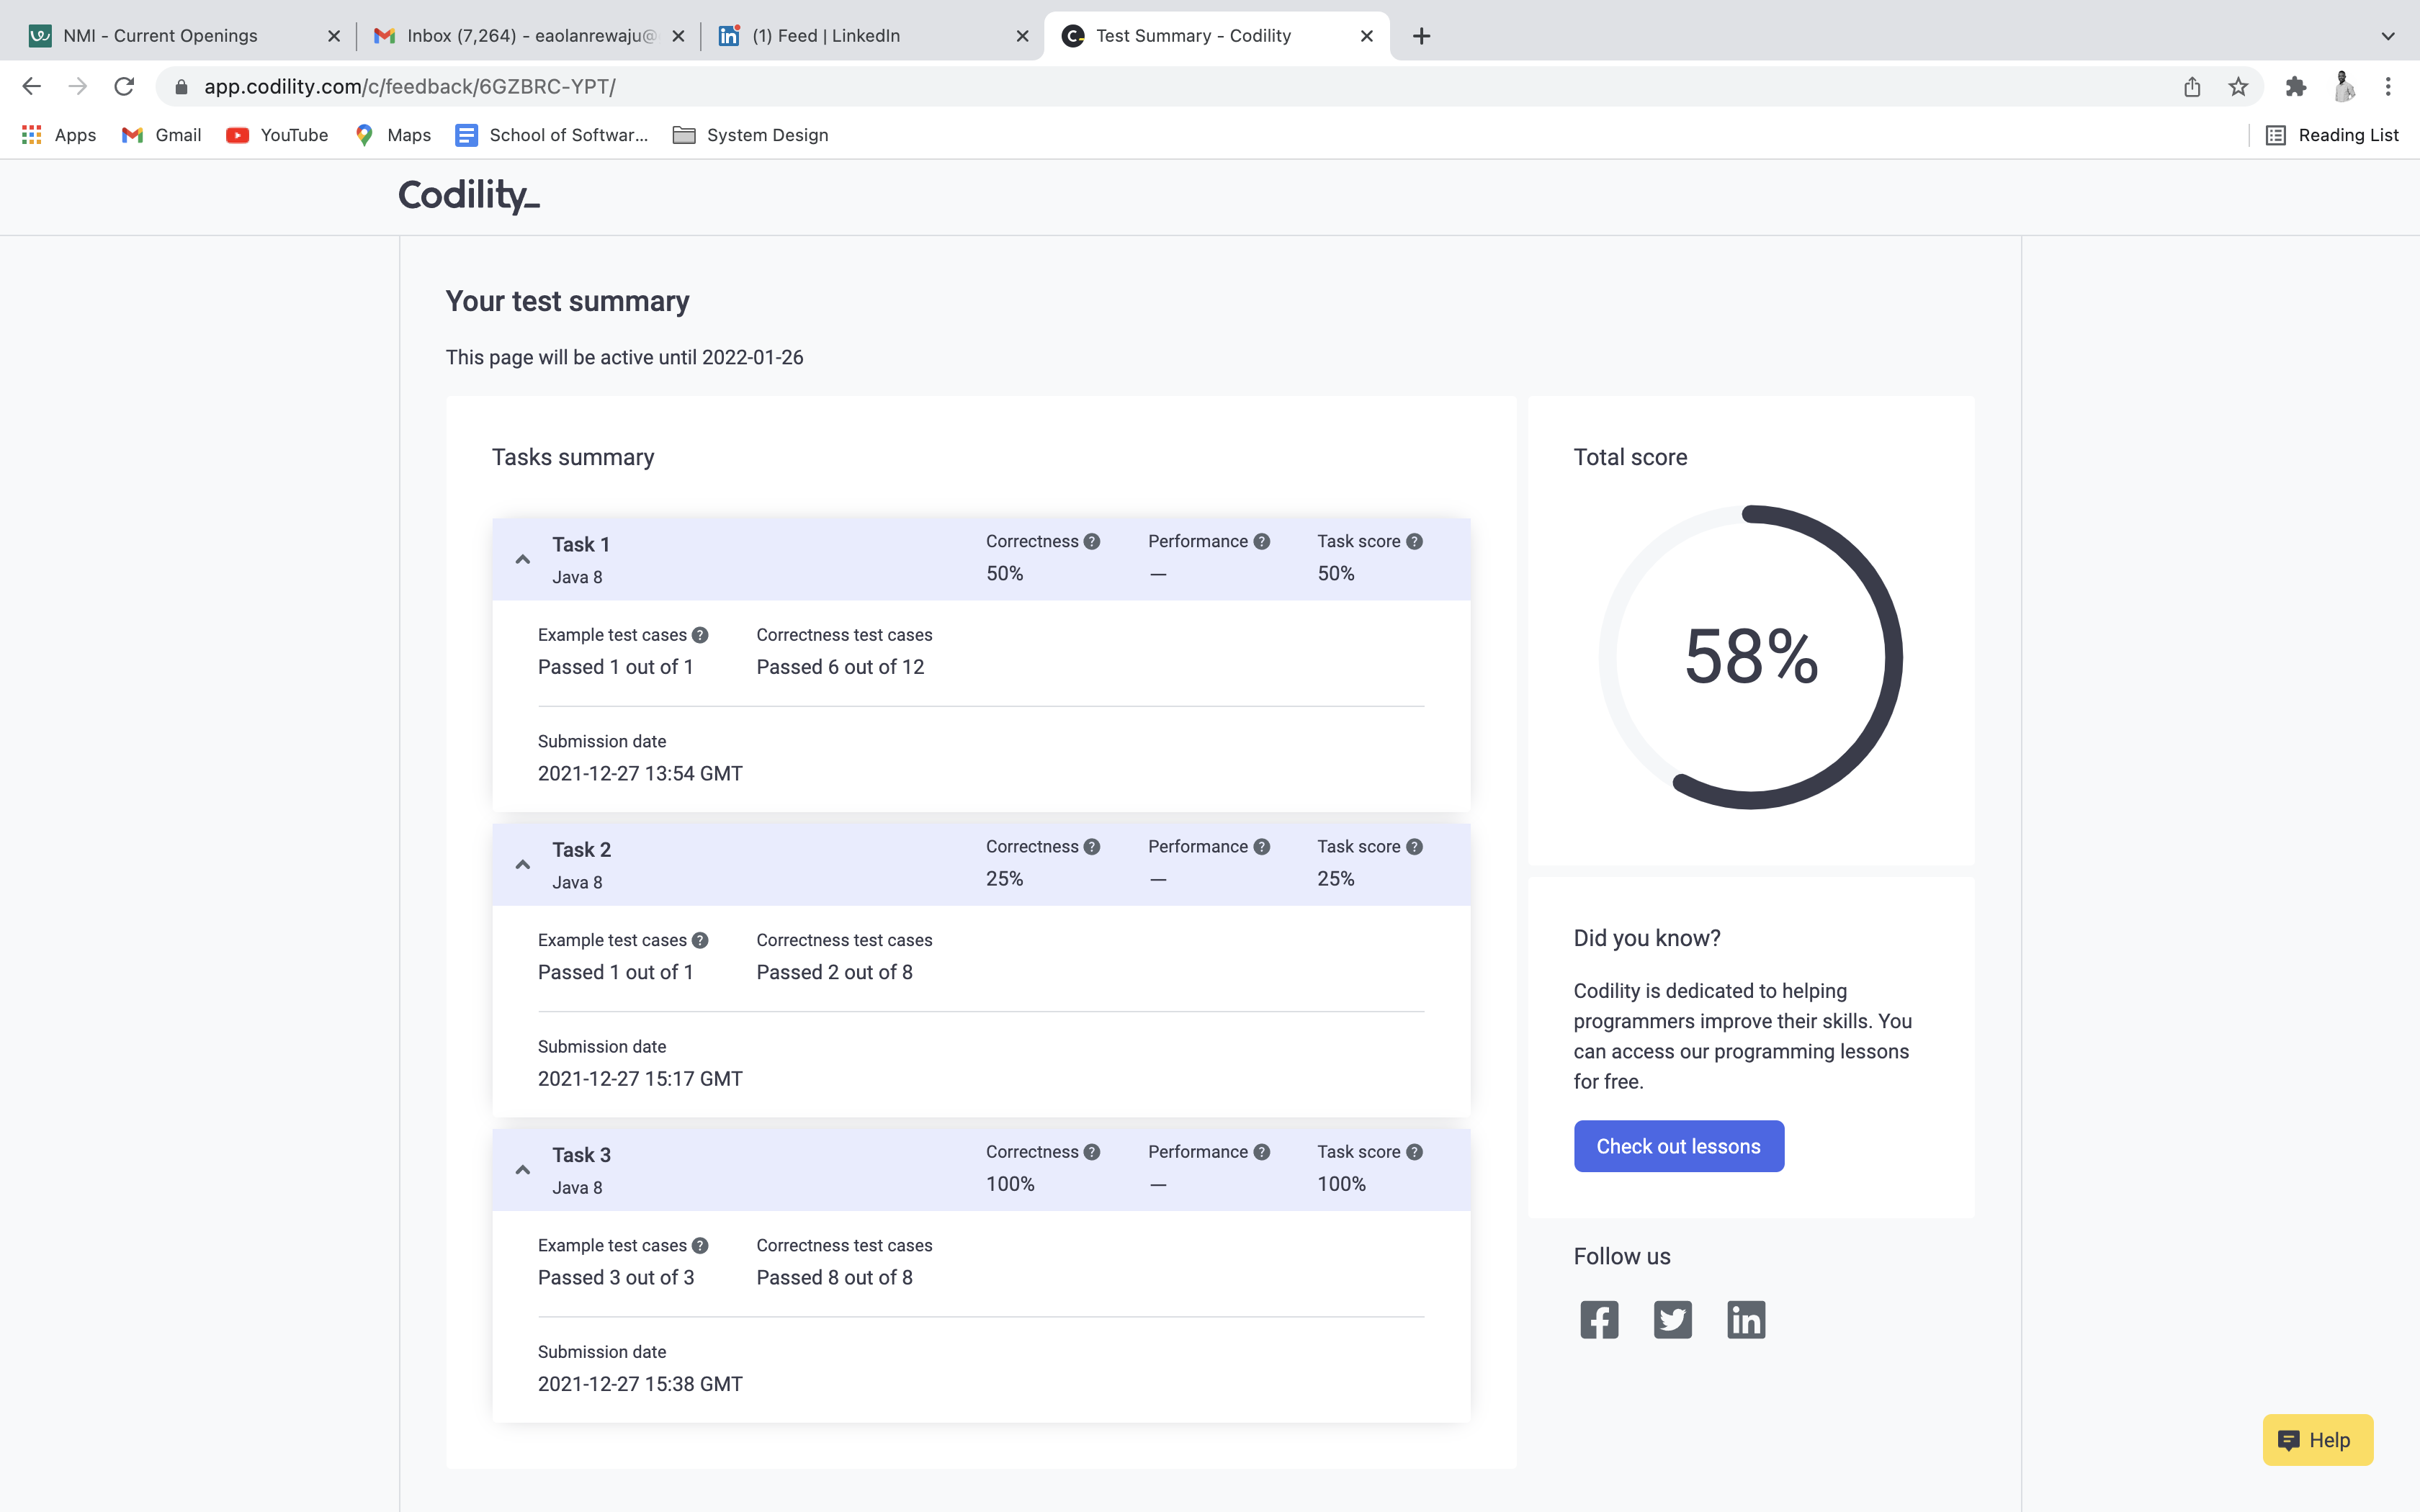 NMI - Current Openings
Inbox (7,264) - eaolanrewaju@
(1) Feed | LinkedIn
Test Summary - Codility
app.codility.com/c/feedback/6GZBRC-YPT/
Apps
Gmail
YouTube
Maps
School of Softwar...
System Design
Reading List
Codility_
Your test summary
This page will be active until 2022-01-26
Tasks summary
Task 1
Java 8
Correctness ?
50%
Performance ?
—
Task score ?
50%
Example test cases ?
Passed 1 out of 1
Correctness test cases
Passed 6 out of 12
Submission date
2021-12-27 13:54 GMT
Task 2
Java 8
Correctness ?
25%
Performance ?
—
Task score ?
25%
Example test cases ?
Passed 1 out of 1
Correctness test cases
Passed 2 out of 8
Submission date
2021-12-27 15:17 GMT
Task 3
Java 8
Correctness ?
100%
Performance ?
—
Task score ?
100%
Example test cases ?
Passed 3 out of 3
Correctness test cases
Passed 8 out of 8
Submission date
2021-12-27 15:38 GMT
Total score
58%
Did you know?
Codility is dedicated to helping
programmers improve their skills. You
can access our programming lessons
for free.
Check out lessons
Follow us
Help